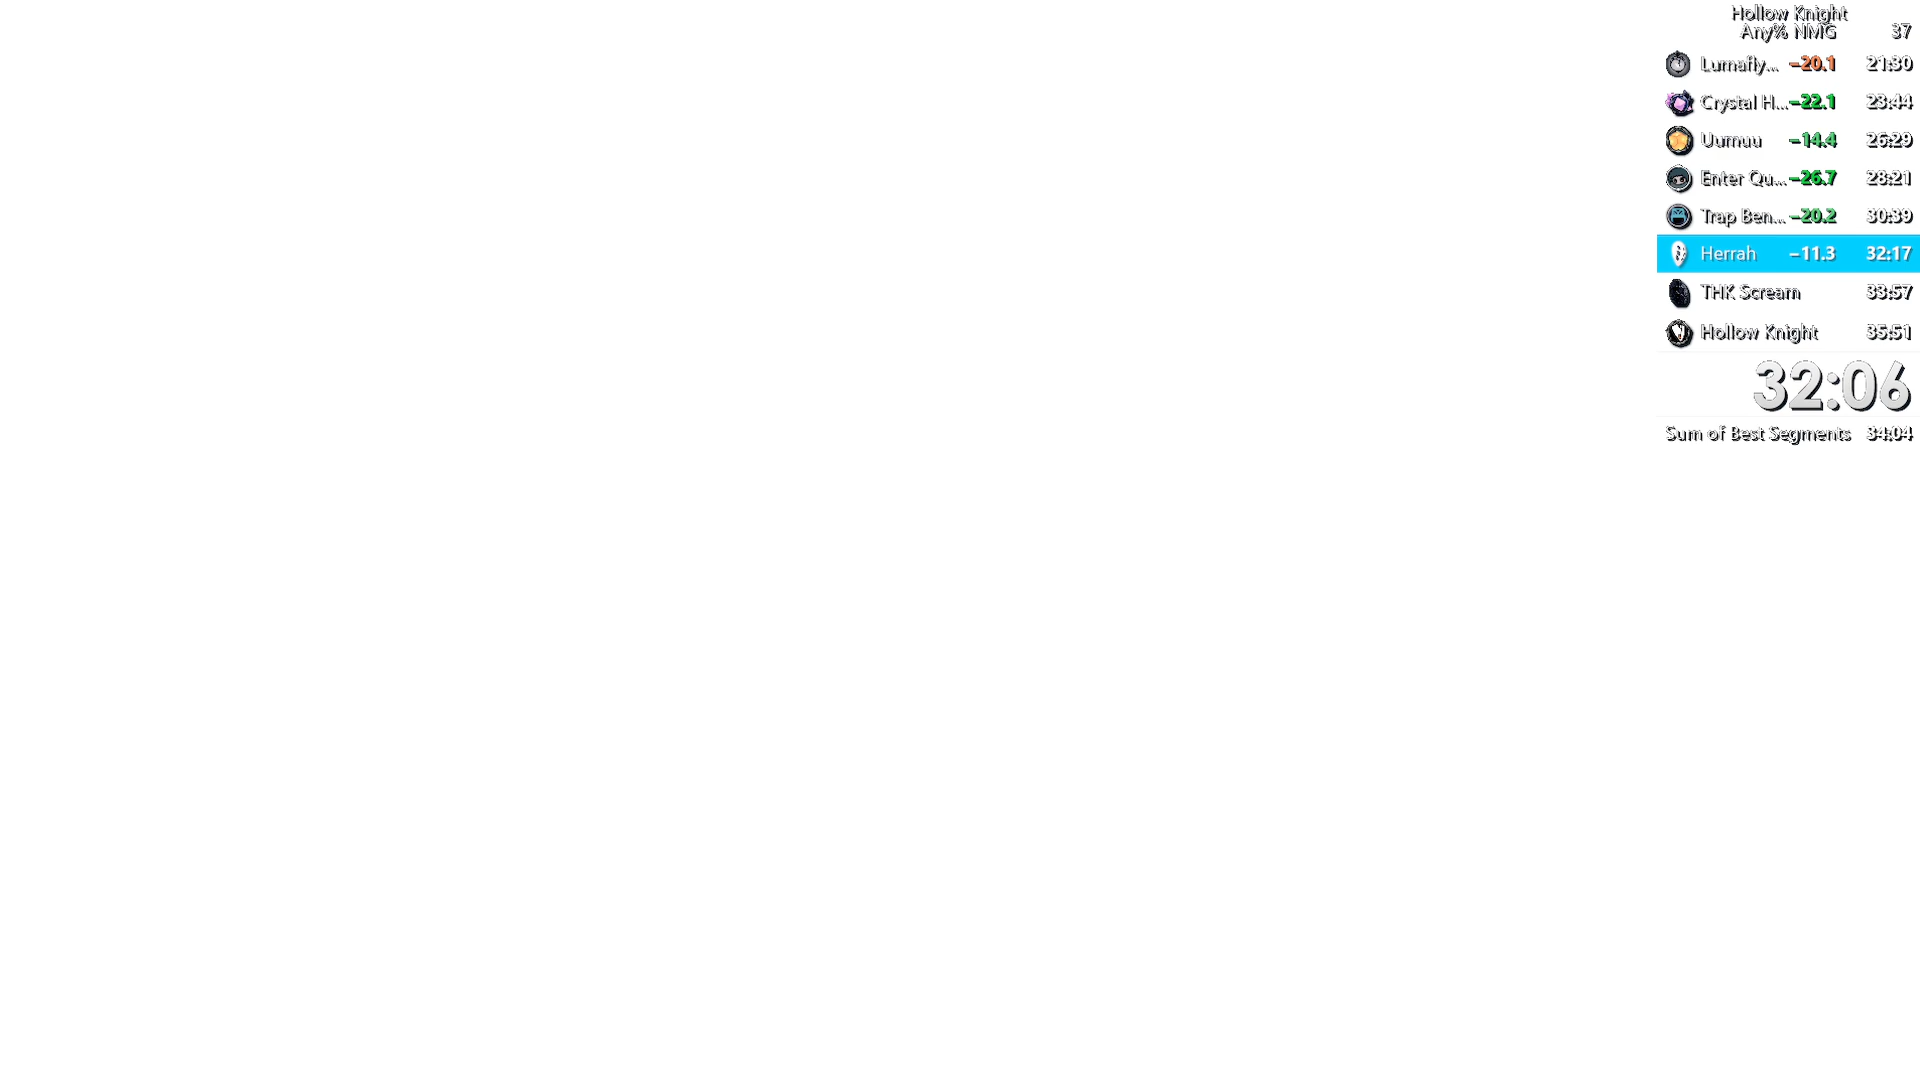 Hollow Knight
Any% NMG 37
Lumafly... −20.1 21:30
Crystal H... −22.1 23:44
Uumuu −14.4 26:29
Enter Qu... −26.7 28:21
Trap Ben... −20.2 30:39
Herrah −11.3 32:17
THK Scream 33:57
Hollow Knight 35:51
32:06
Sum of Best Segments 34:04